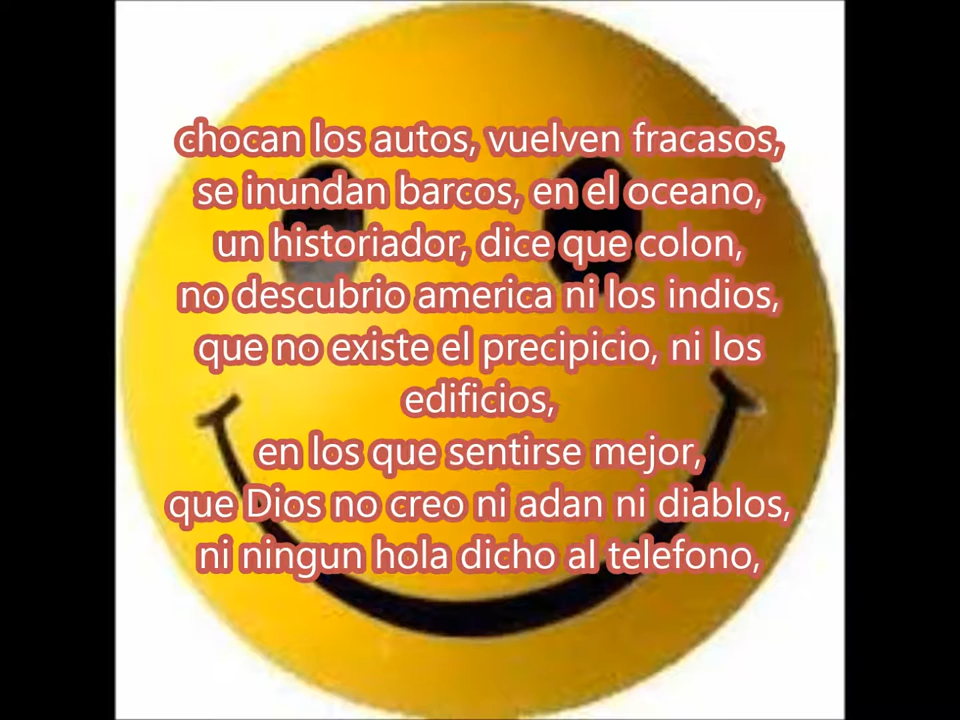 chocan los autos, vuelven fracasos,
se inundan barcos, en el oceano,
un historiador, dice que colon,
no descubrio america ni los indios,
que no existe el precipicio, ni los
edificios,
en los que sentirse mejor,
que Dios no creo ni adan ni diablos,
ni ningun hola dicho al telefono,